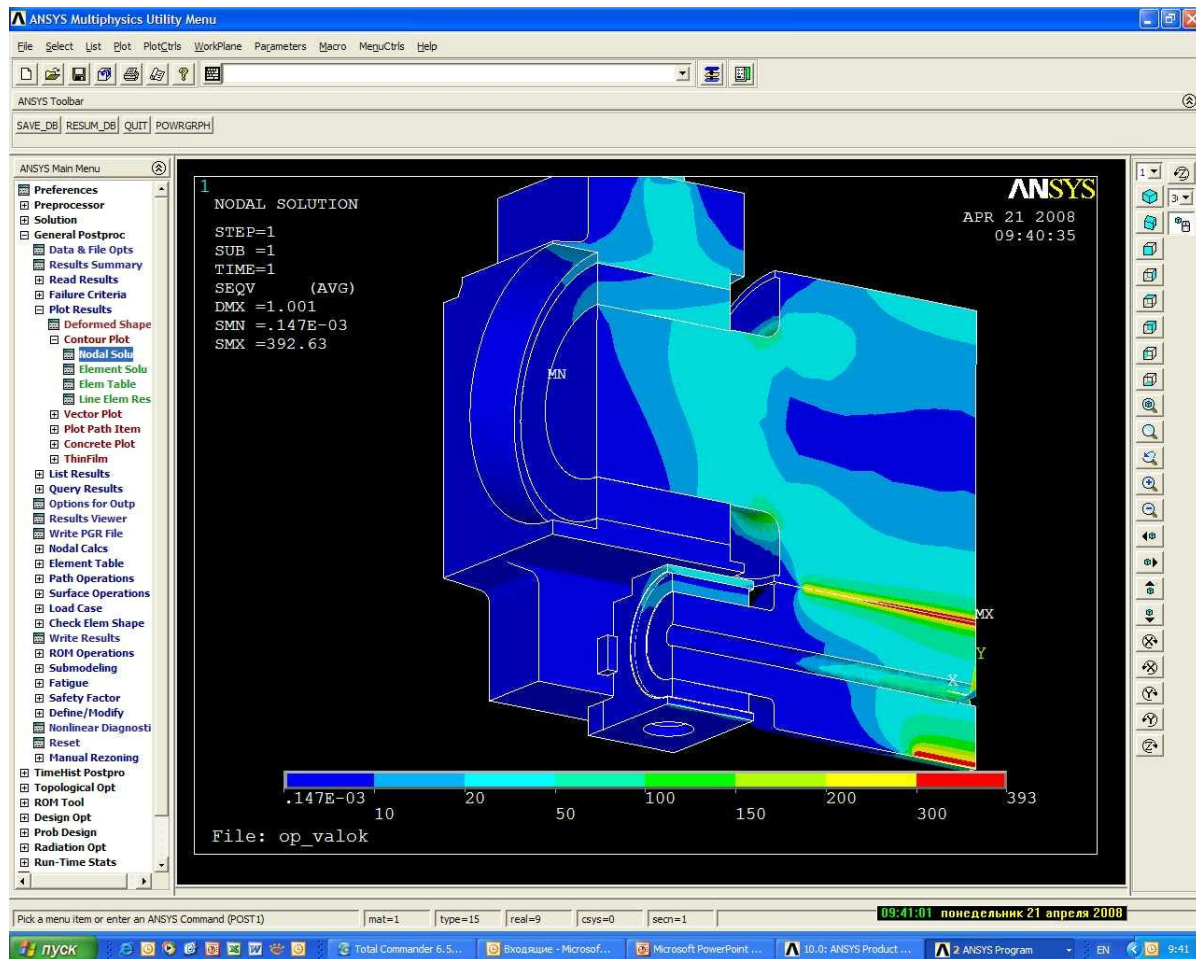 ANSYS Multiphysics Utility Menu
File Select List Plot PlotCtrls WorkPlane Parameters Macro MenuCtrls Help
ANSYS Toolbar
SAVE_DB RESUM_DB QUIT POWRGRPH
ANSYS Main Menu
Preferences
Preprocessor
Solution
General Postproc
Data & File Opts
Results Summary
Read Results
Failure Criteria
Plot Results
Deformed Shape
Contour Plot
Nodal Solu
Element Solu
Elem Table
Line Elem Res
Vector Plot
Plot Path Item
Concrete Plot
ThinFilm
List Results
Query Results
Options for Outp
Results Viewer
Write PGR File
Nodal Calcs
Element Table
Path Operations
Surface Operations
Load Case
Check Elem Shape
Write Results
ROM Operations
Submodeling
Fatigue
Safety Factor
Define/Modify
Nonlinear Diagnosti
Reset
Manual Rezoning
TimeHist Postpro
Topological Opt
ROM Tool
Design Opt
Prob Design
Radiation Opt
Run-Time Stats
1
NODAL SOLUTION
STEP=1
SUB =1
TIME=1
SEQV (AVG)
DMX =1.001
SMN =.147E-03
SMX =392.63
ANSYS
APR 21 2008
09:40:35
MN
MX
Y
X
.147E-03 20 100 200 393
10 50 150 300
File: op_valok
1
Pick a menu item or enter an ANSYS Command (POST1) mat=1 type=15 real=9 csys=0 secn=1
09:41:01 понедельник 21 апреля 2008
пуск Total Commander 6.5... Входящие - Microsof... Microsoft PowerPoint ... 10.0: ANSYS Product ... 2 ANSYS Program EN 9:41